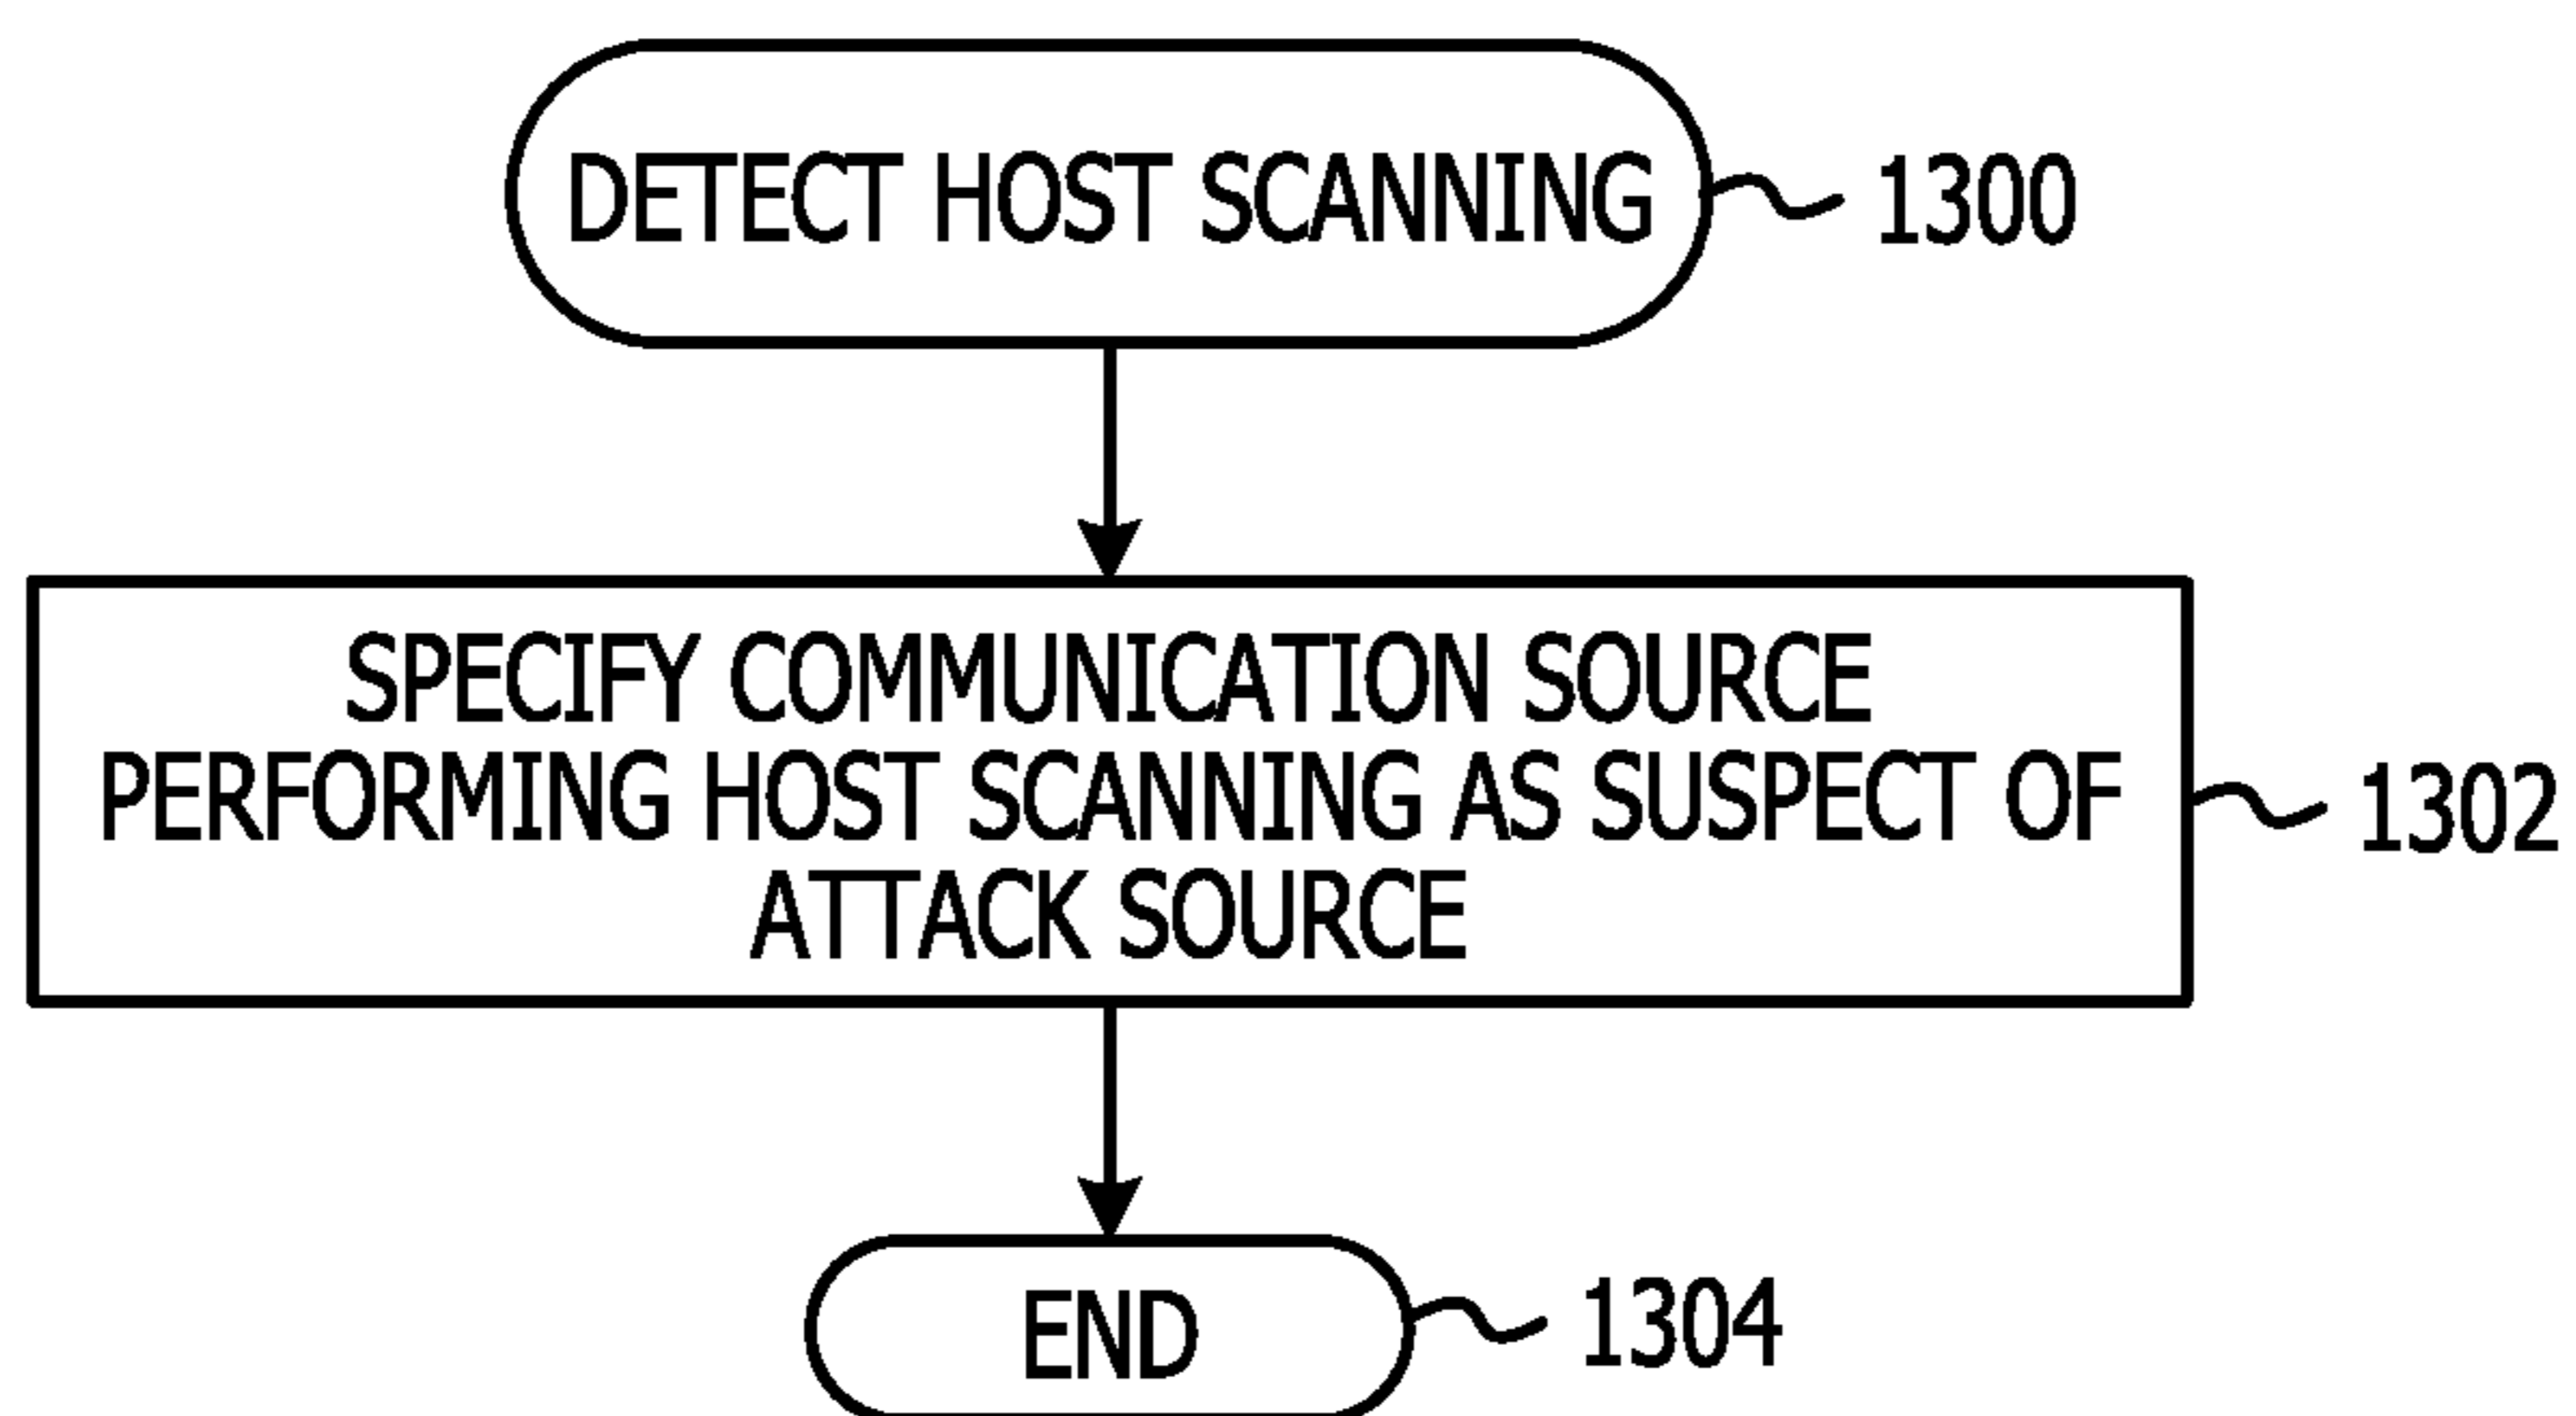 DETECT HOST SCANNING
1300
SPECIFY COMMUNICATION SOURCE
PERFORMING HOST SCANNING AS SUSPECT OF
ATTACK SOURCE
1302
END
1304